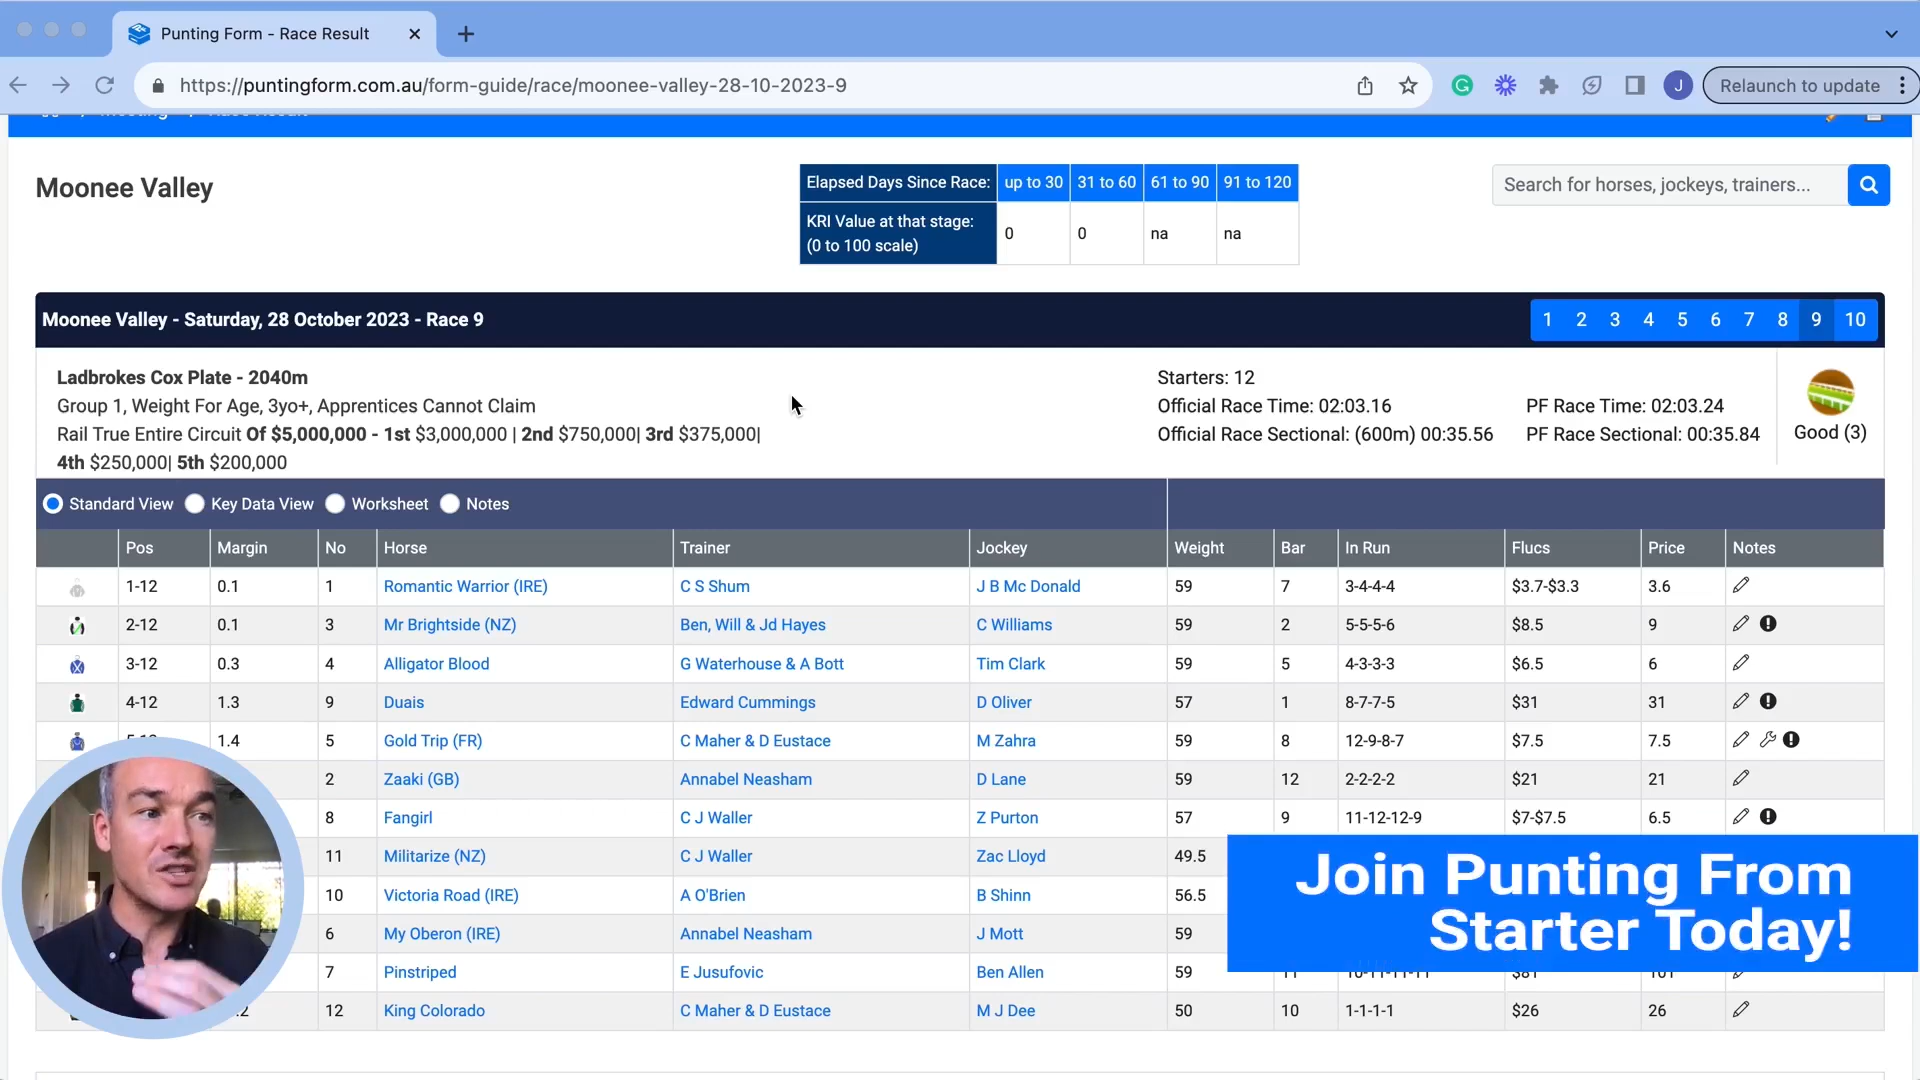 Punting Form - Race Result
https://puntingform.com.au/form-guide/race/moonee-valley-28-10-2023-9
J
Relaunch to update
Moonee Valley
Elapsed Days Since Race: up to 30 31 to 60 61 to 90 91 to 120
KRI Value at that stage:
(0 to 100 scale)
0 0 na na
Search for horses, jockeys, trainers...
Moonee Valley - Saturday, 28 October 2023 - Race 9
1 2 3 4 5 6 7 8 9 10
Ladbrokes Cox Plate - 2040m
Group 1, Weight For Age, 3yo+, Apprentices Cannot Claim
Rail True Entire Circuit Of $5,000,000 - 1st $3,000,000 | 2nd $750,000| 3rd $375,000|
4th $250,000| 5th $200,000
Starters: 12
Official Race Time: 02:03.16
Official Race Sectional: (600m) 00:35.56
PF Race Time: 02:03.24
PF Race Sectional: 00:35.84
Good (3)
Standard View Key Data View Worksheet Notes
Pos Margin No Horse Trainer Jockey Weight Bar In Run Flucs Price Notes
1-12 0.1 1 Romantic Warrior (IRE) C S Shum J B Mc Donald 59 7 3-4-4-4 $3.7-$3.3 3.6
2-12 0.1 3 Mr Brightside (NZ) Ben, Will & Jd Hayes C Williams 59 2 5-5-5-6 $8.5 9
3-12 0.3 4 Alligator Blood G Waterhouse & A Bott Tim Clark 59 5 4-3-3-3 $6.5 6
4-12 1.3 9 Duais Edward Cummings D Oliver 57 1 8-7-7-5 $31 31
1.4 5 Gold Trip (FR) C Maher & D Eustace M Zahra 59 8 12-9-8-7 $7.5 7.5
2 Zaaki (GB) Annabel Neasham D Lane 59 12 2-2-2-2 $21 21
8 Fangirl C J Waller Z Purton 57 9 11-12-12-9 $7-$7.5 6.5
11 Militarize (NZ) C J Waller Zac Lloyd 49.5
10 Victoria Road (IRE) A O'Brien B Shinn 56.5
6 My Oberon (IRE) Annabel Neasham J Mott 59
7 Pinstriped E Jusufovic Ben Allen 59
12 King Colorado C Maher & D Eustace M J Dee 50 10 1-1-1-1 $26 26
Join Punting From
Starter Today!